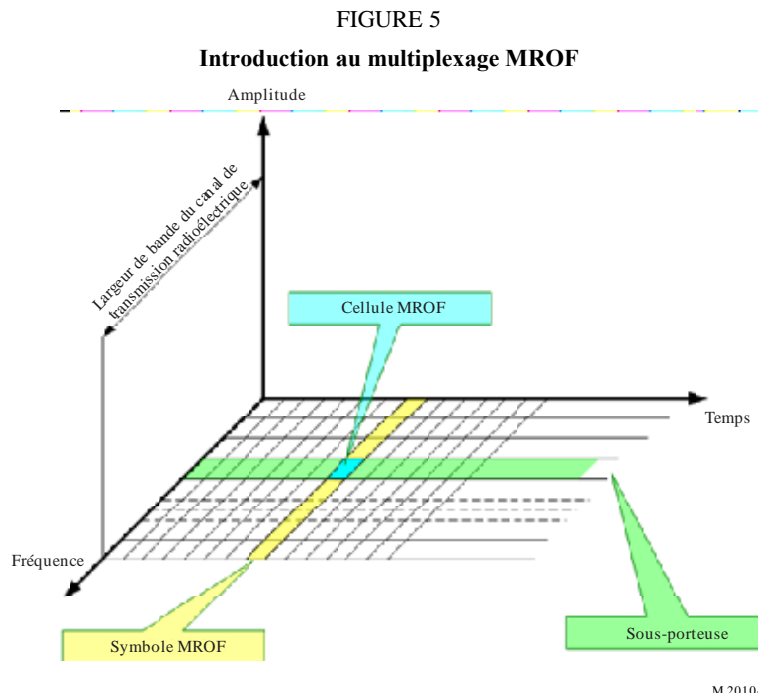 FIGURE 5
Introduction au multiplexage MROF
Amplitude
Largeur de bande du canal de
transmission radioélectrique
Cellule MROF
Temps
Fréquence
Symbole MROF
Sous-porteuse
M.2010-